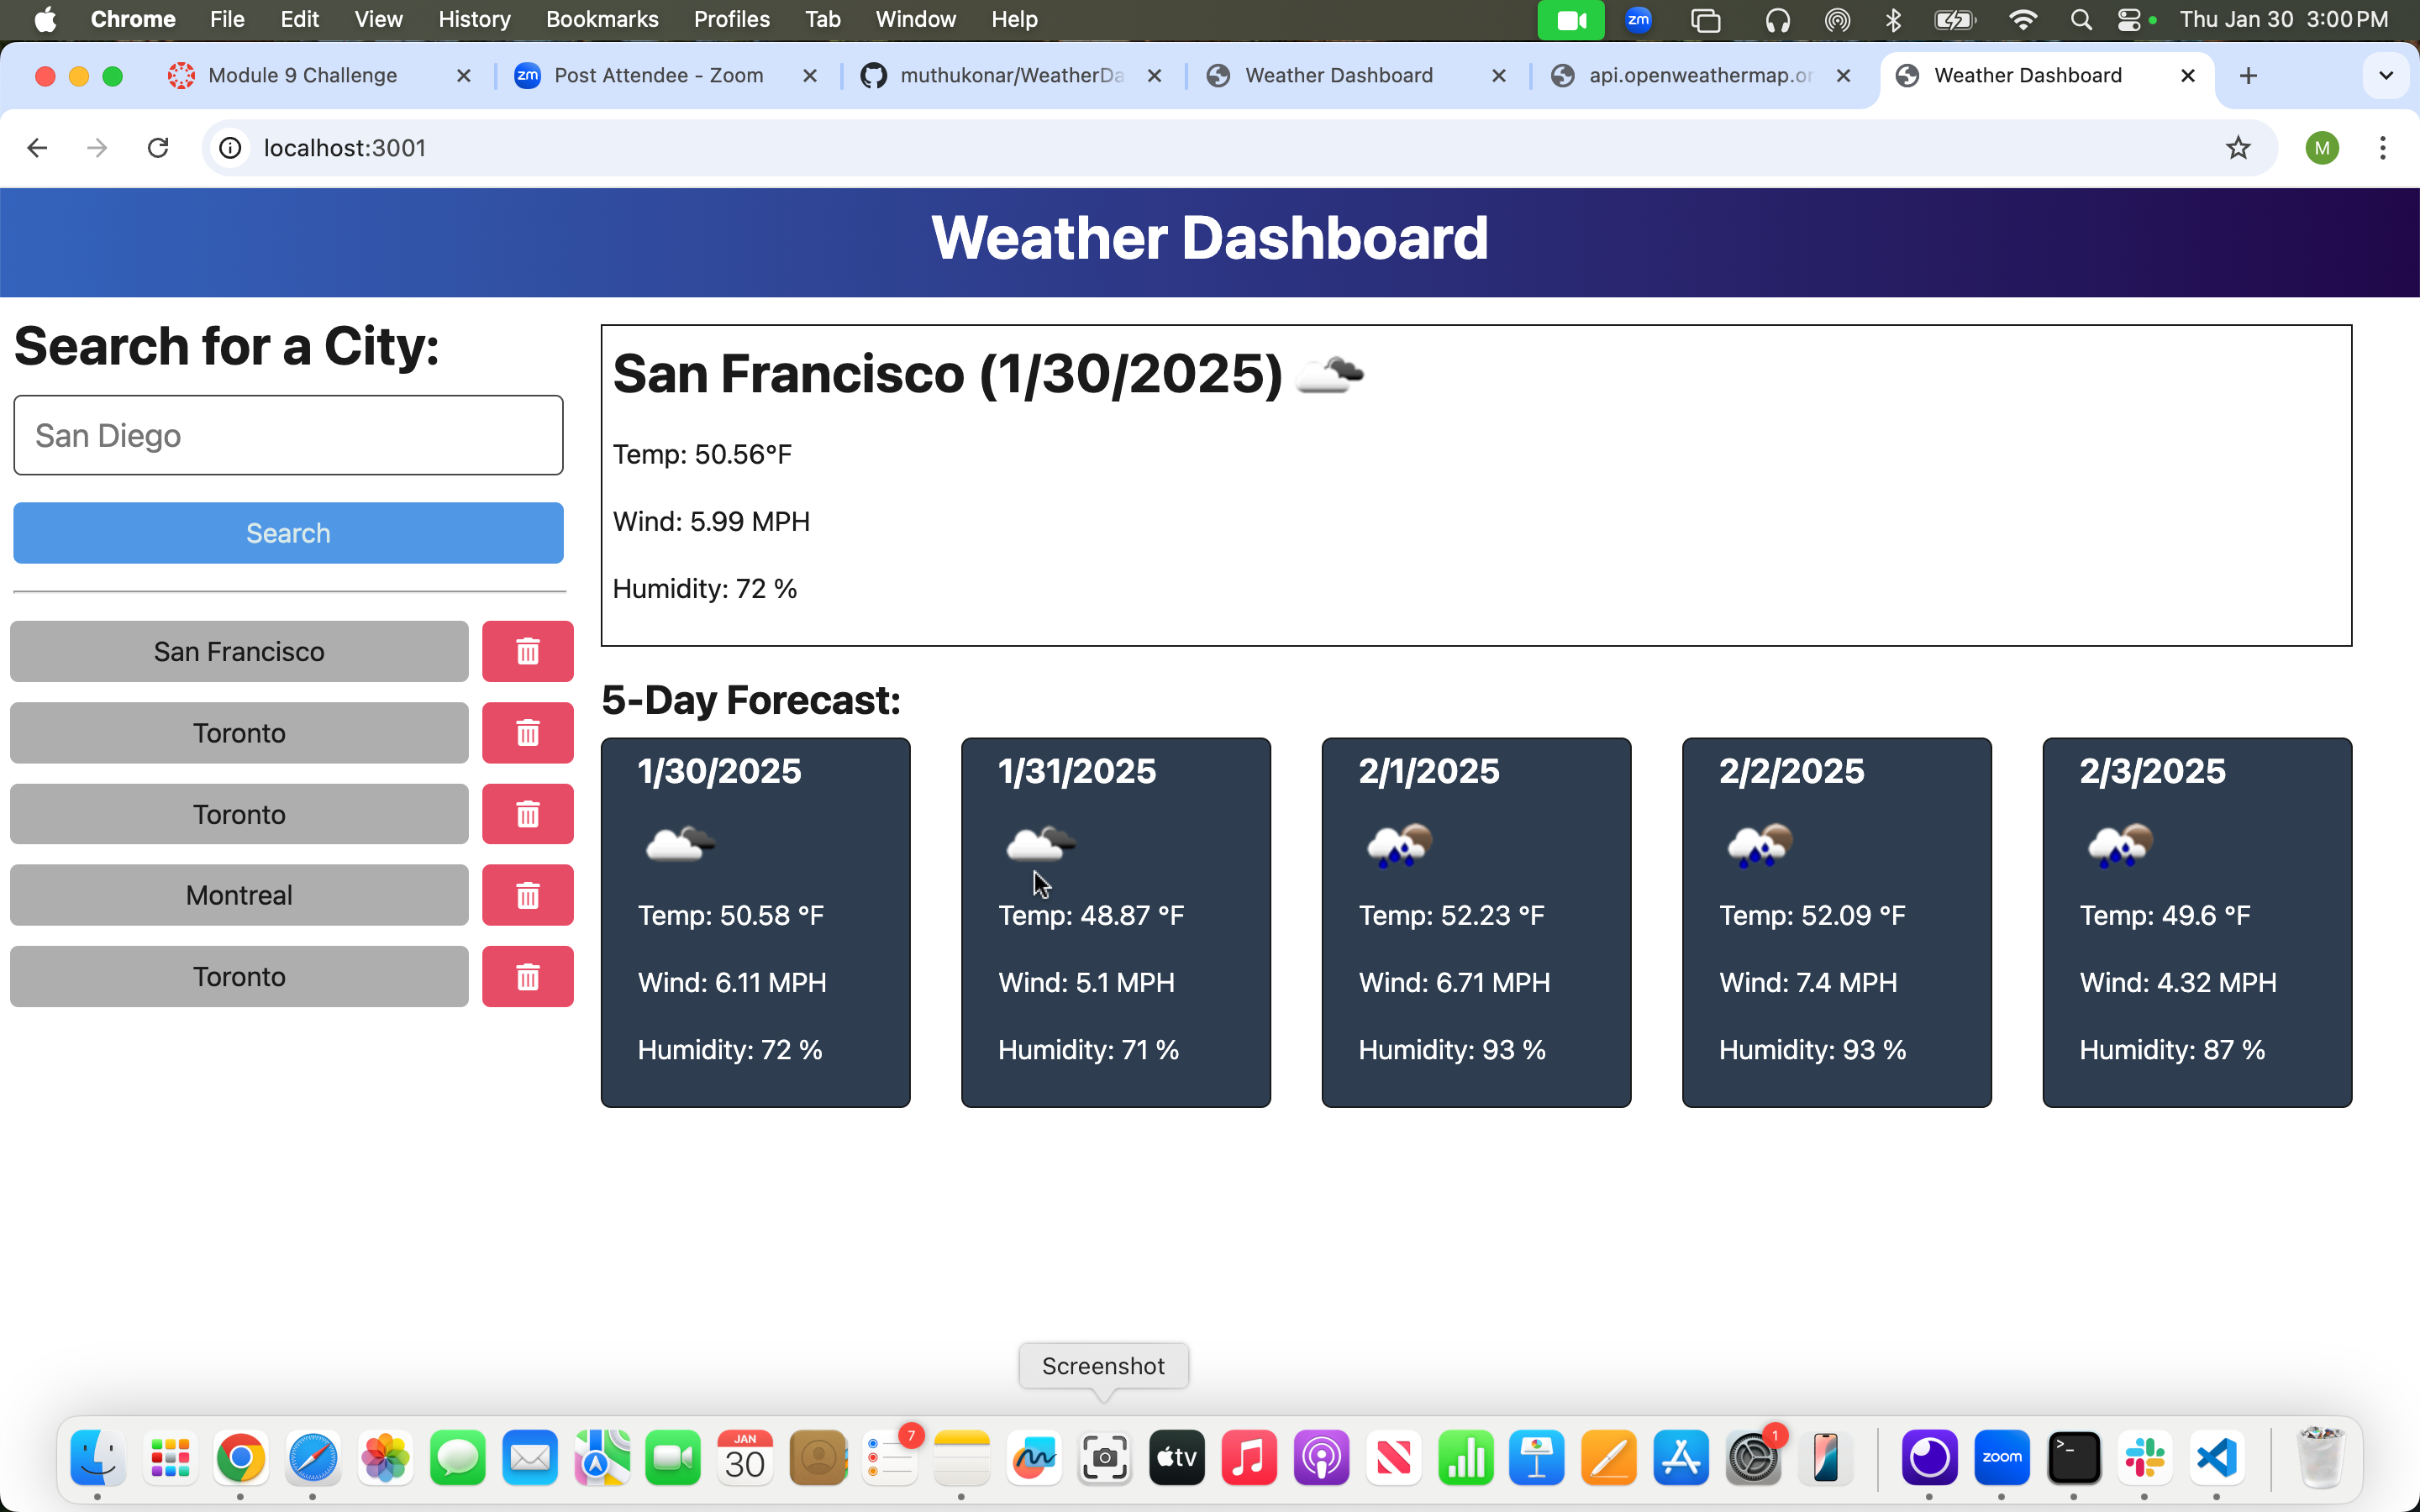 Chrome File Edit View History Bookmarks Profiles Tab Window Help zm Thu Jan 30 3:00 PM
Module 9 Challenge zm Post Attendee - Zoom muthukonar/WeatherDa Weather Dashboard api.openweathermap.or Weather Dashboard
localhost:3001 M
Weather Dashboard
Search for a City:
San Diego
Search
San Francisco
Toronto
Toronto
Montreal
Toronto
San Francisco (1/30/2025)
Temp: 50.56°F
Wind: 5.99 MPH
Humidity: 72 %
5-Day Forecast:
1/30/2025
Temp: 50.58 °F
Wind: 6.11 MPH
Humidity: 72 %
1/31/2025
Temp: 48.87 °F
Wind: 5.1 MPH
Humidity: 71 %
2/1/2025
Temp: 52.23 °F
Wind: 6.71 MPH
Humidity: 93 %
2/2/2025
Temp: 52.09 °F
Wind: 7.4 MPH
Humidity: 93 %
2/3/2025
Temp: 49.6 °F
Wind: 4.32 MPH
Humidity: 87 %
Screenshot
JAN
30
7
tv
1
zoom